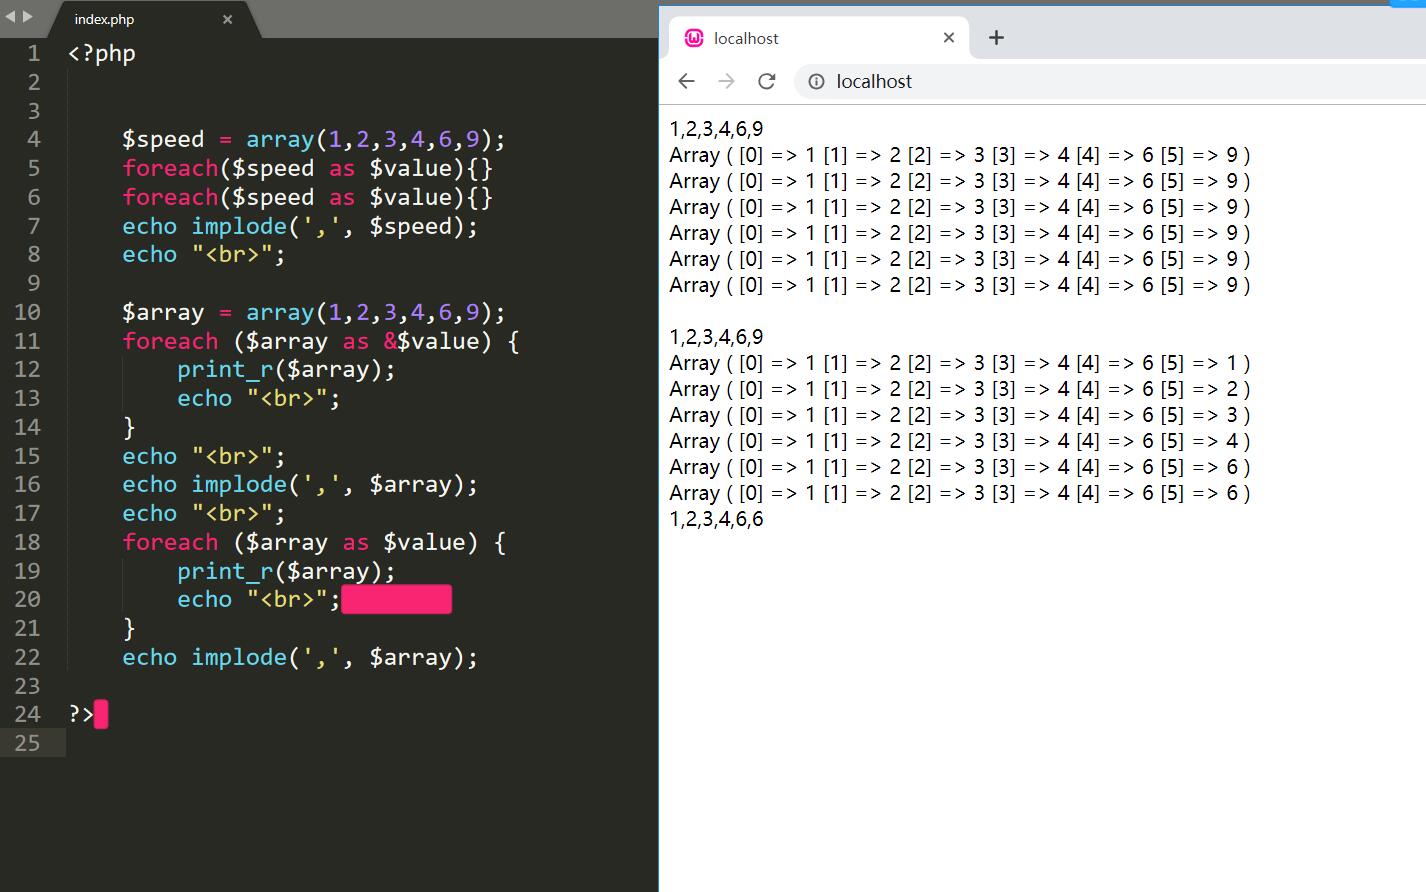 index.php
1 <?php
2
3
4 $speed = array(1,2,3,4,6,9);
5 foreach($speed as $value){}
6 foreach($speed as $value){}
7 echo implode(',', $speed);
8 echo "<br>";
9
10 $array = array(1,2,3,4,6,9);
11 foreach ($array as &$value) {
12 print_r($array);
13 echo "<br>";
14 }
15 echo "<br>";
16 echo implode(',', $array);
17 echo "<br>";
18 foreach ($array as $value) {
19 print_r($array);
20 echo "<br>";
21 }
22 echo implode(',', $array);
23
24 ?>
25
localhost
localhost
1,2,3,4,6,9
Array ( [0] => 1 [1] => 2 [2] => 3 [3] => 4 [4] => 6 [5] => 9 )
Array ( [0] => 1 [1] => 2 [2] => 3 [3] => 4 [4] => 6 [5] => 9 )
Array ( [0] => 1 [1] => 2 [2] => 3 [3] => 4 [4] => 6 [5] => 9 )
Array ( [0] => 1 [1] => 2 [2] => 3 [3] => 4 [4] => 6 [5] => 9 )
Array ( [0] => 1 [1] => 2 [2] => 3 [3] => 4 [4] => 6 [5] => 9 )
Array ( [0] => 1 [1] => 2 [2] => 3 [3] => 4 [4] => 6 [5] => 9 )
1,2,3,4,6,9
Array ( [0] => 1 [1] => 2 [2] => 3 [3] => 4 [4] => 6 [5] => 1 )
Array ( [0] => 1 [1] => 2 [2] => 3 [3] => 4 [4] => 6 [5] => 2 )
Array ( [0] => 1 [1] => 2 [2] => 3 [3] => 4 [4] => 6 [5] => 3 )
Array ( [0] => 1 [1] => 2 [2] => 3 [3] => 4 [4] => 6 [5] => 4 )
Array ( [0] => 1 [1] => 2 [2] => 3 [3] => 4 [4] => 6 [5] => 6 )
Array ( [0] => 1 [1] => 2 [2] => 3 [3] => 4 [4] => 6 [5] => 6 )
1,2,3,4,6,6